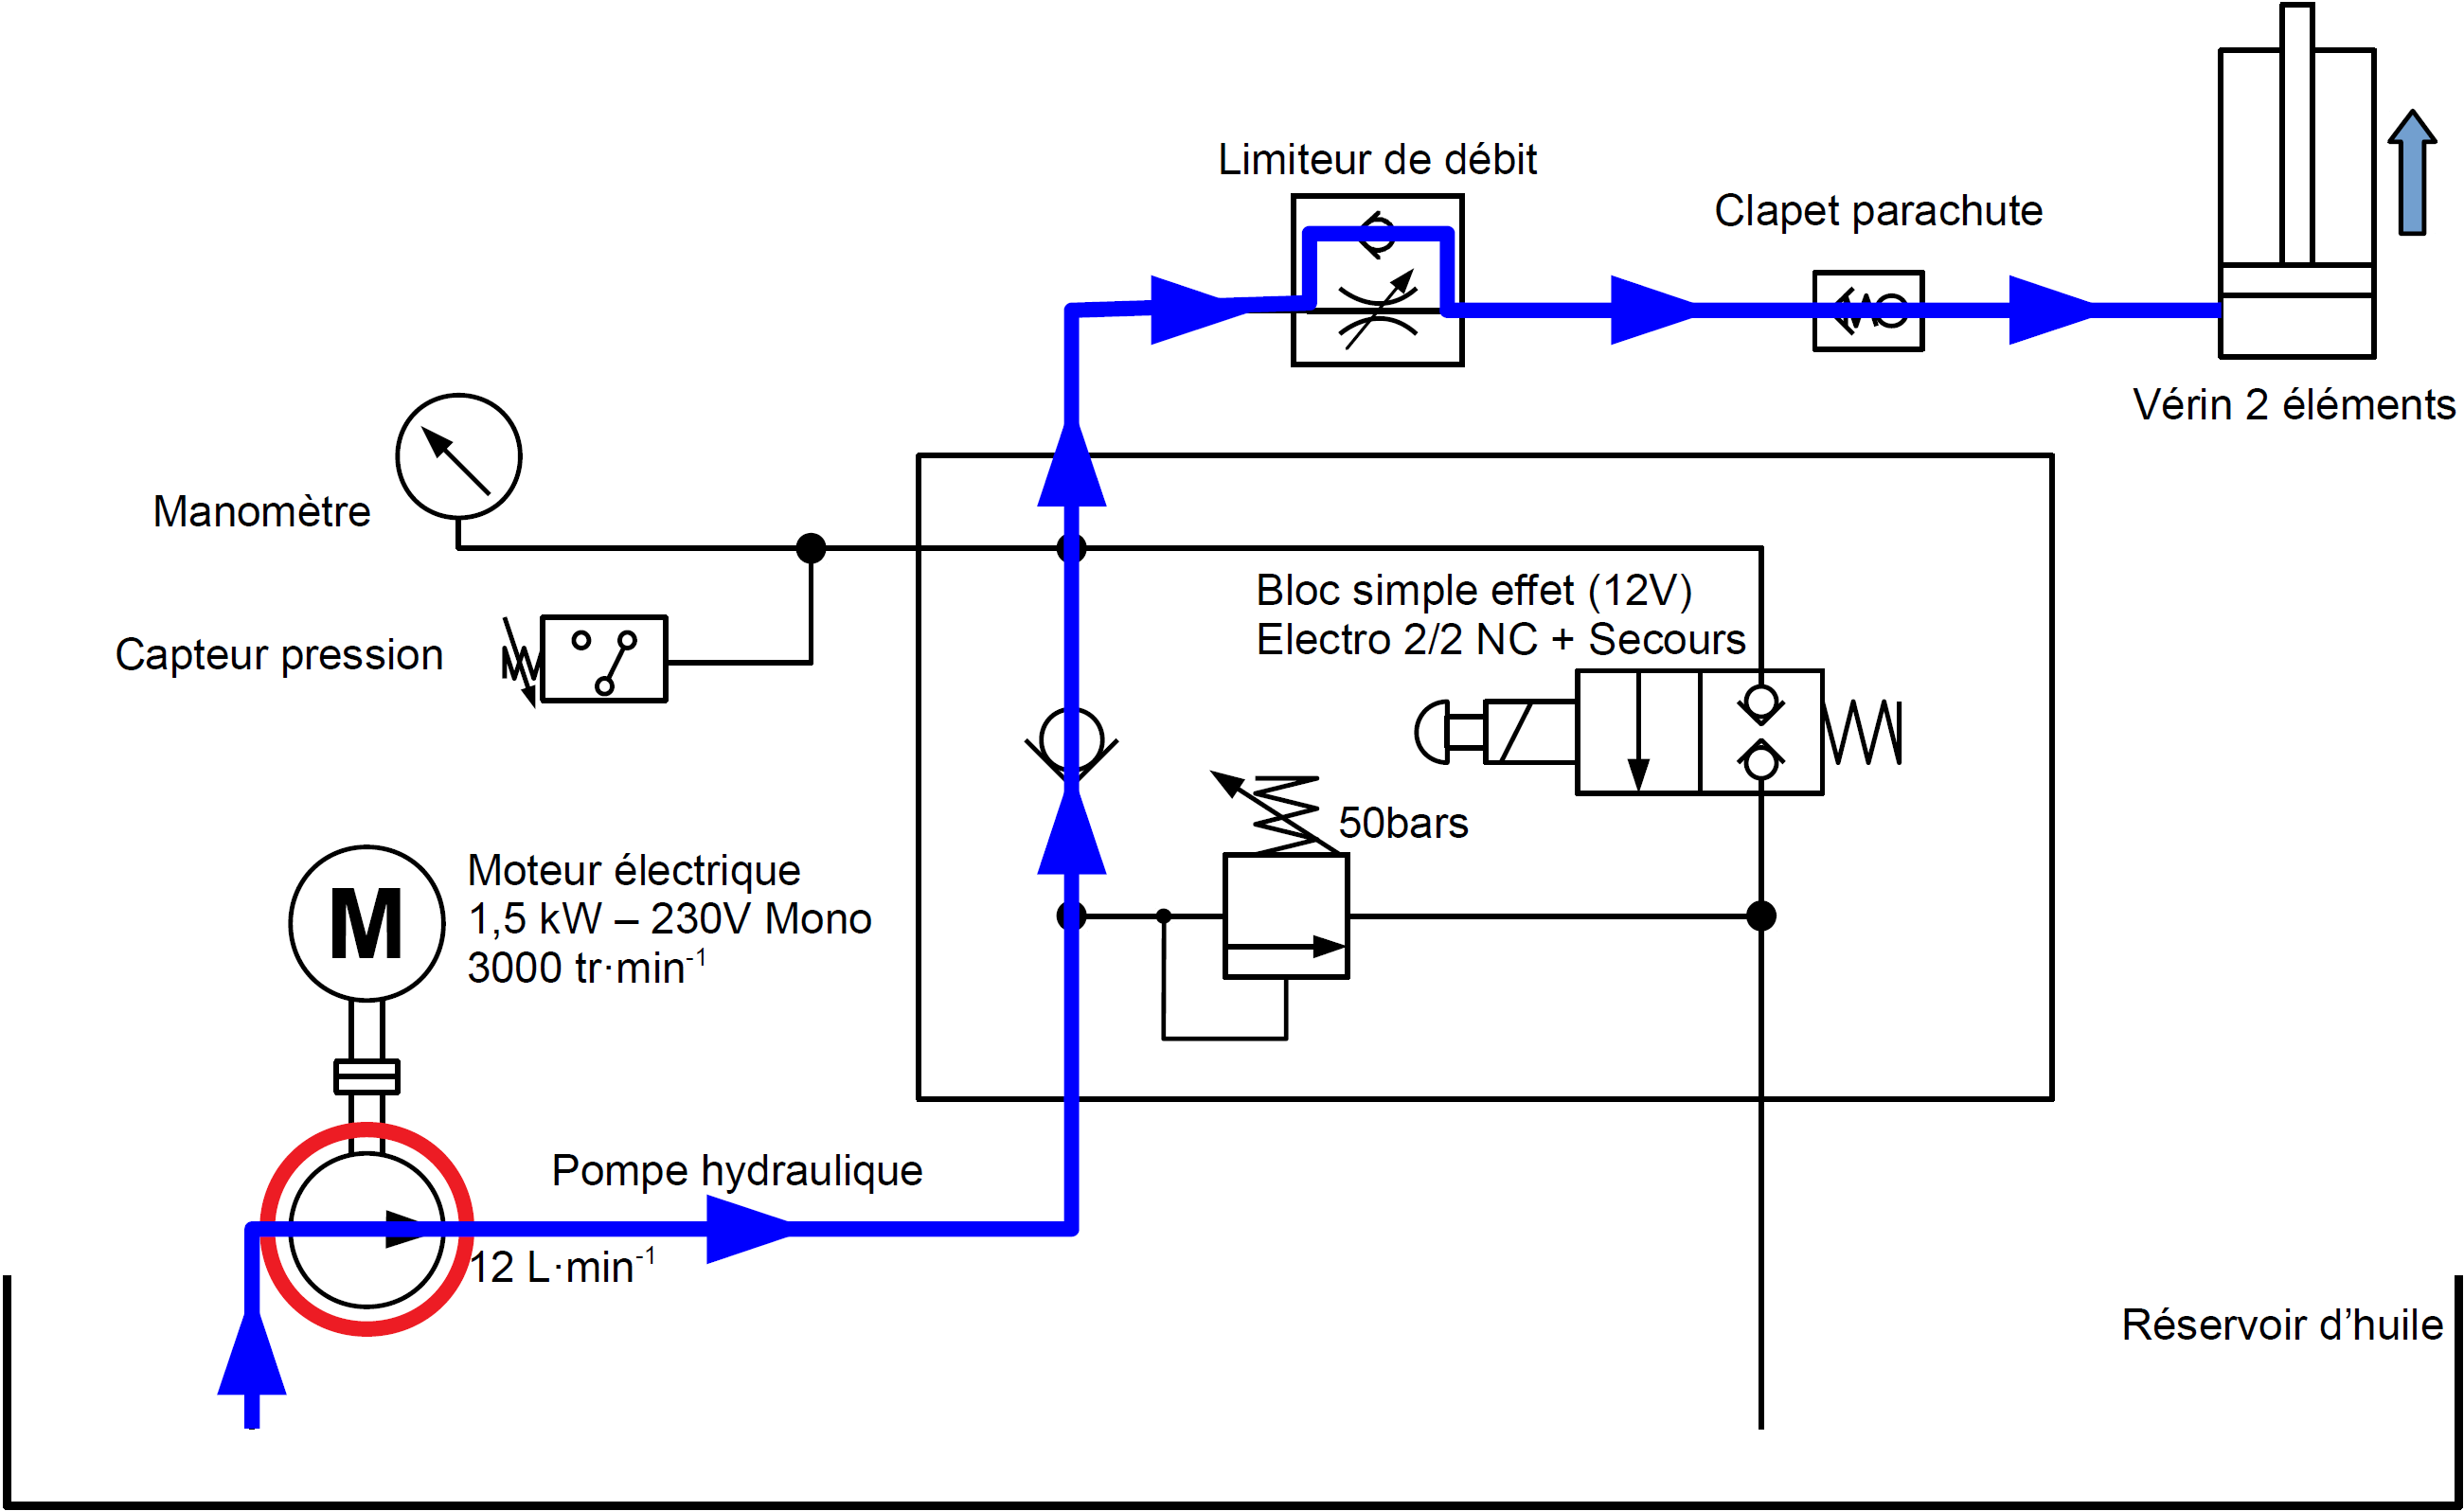 Limiteur de débit
Clapet parachute
Vérin 2 éléments
Manomètre
Bloc simple effet (12V)
Electro 2/2 NC + Secours
Capteur pression
50bars
M
Moteur électrique
1,5 kW – 230V Mono
3000 tr·min⁻¹
Pompe hydraulique
12 L·min⁻¹
Réservoir d’huile